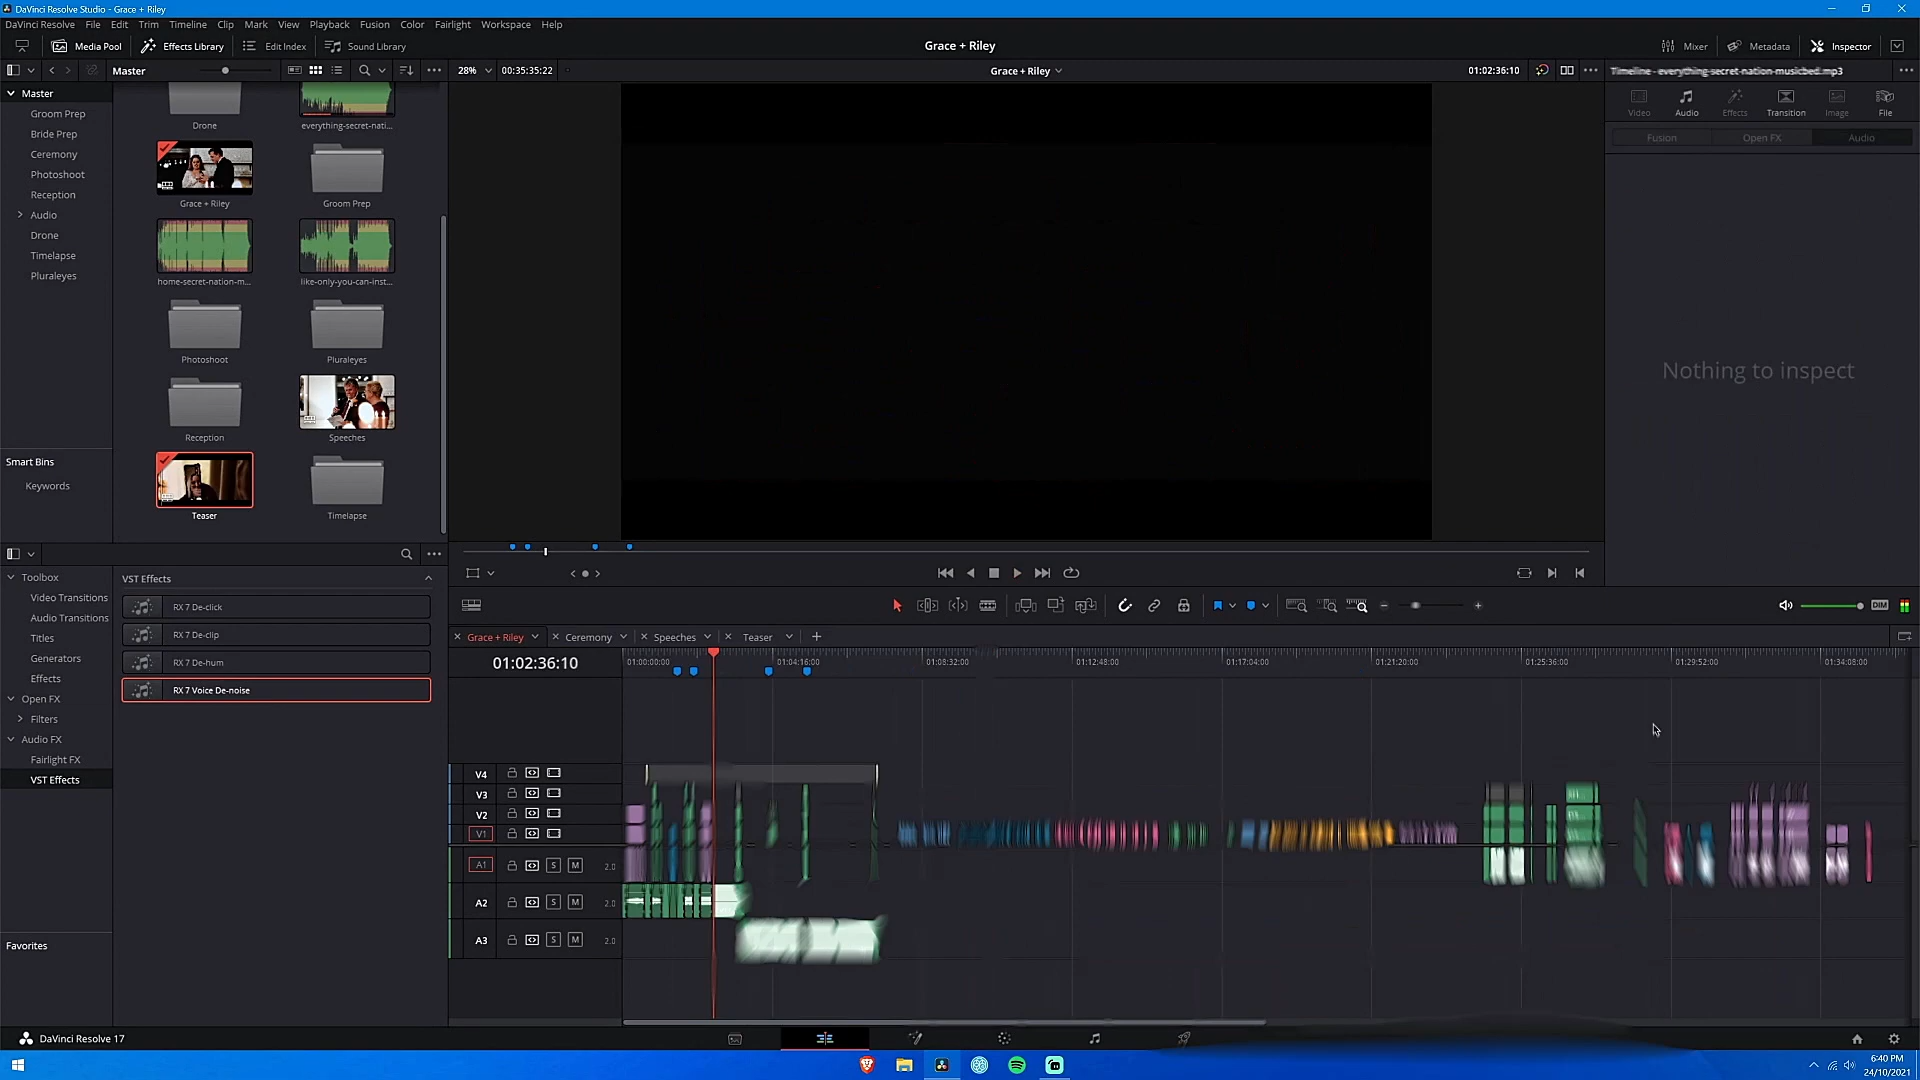 DaVinci Resolve Studio - Grace + Riley
DaVinci Resolve File Edit Trim Timeline Clip Mark View Playback Fusion Color Fairlight Workspace Help
Media Pool Effects Library Edit Index Sound Library Grace + Riley Mixer Metadata Inspector
Master 28% 00:35:35:22 Grace + Riley 01:02:36:10 Timeline - everything-secret-nation-musicbed.mp3
Master
Groom Prep
Bride Prep
Ceremony
Photoshoot
Reception
Audio
Drone
Timelapse
Pluraleyes
Smart Bins
Keywords
Drone everything-secret-nati...
Grace + Riley Groom Prep
home-secret-nation-m... like-only-you-can-inst...
Photoshoot Pluraleyes
Reception Speeches
Teaser Timelapse
Video Audio Effects Transition Image File
Fusion Open FX Audio
Nothing to inspect
Toolbox
Video Transitions
Audio Transitions
Titles
Generators
Effects
Open FX
Filters
Audio FX
Fairlight FX
VST Effects
Favorites
VST Effects
RX 7 De-click
RX 7 De-clip
RX 7 De-hum
RX 7 Voice De-noise
DIM
Grace + Riley Ceremony Speeches Teaser
01:02:36:10 01:00:00:00 01:04:16:00 01:08:32:00 01:12:48:00 01:17:04:00 01:21:20:00 01:25:36:00 01:29:52:00 01:34:08:00
V4
V3
V2
V1
A1 S M 2.0
A2 S M 2.0
A3 S M 2.0
DaVinci Resolve 17
6:40 PM
24/10/2021